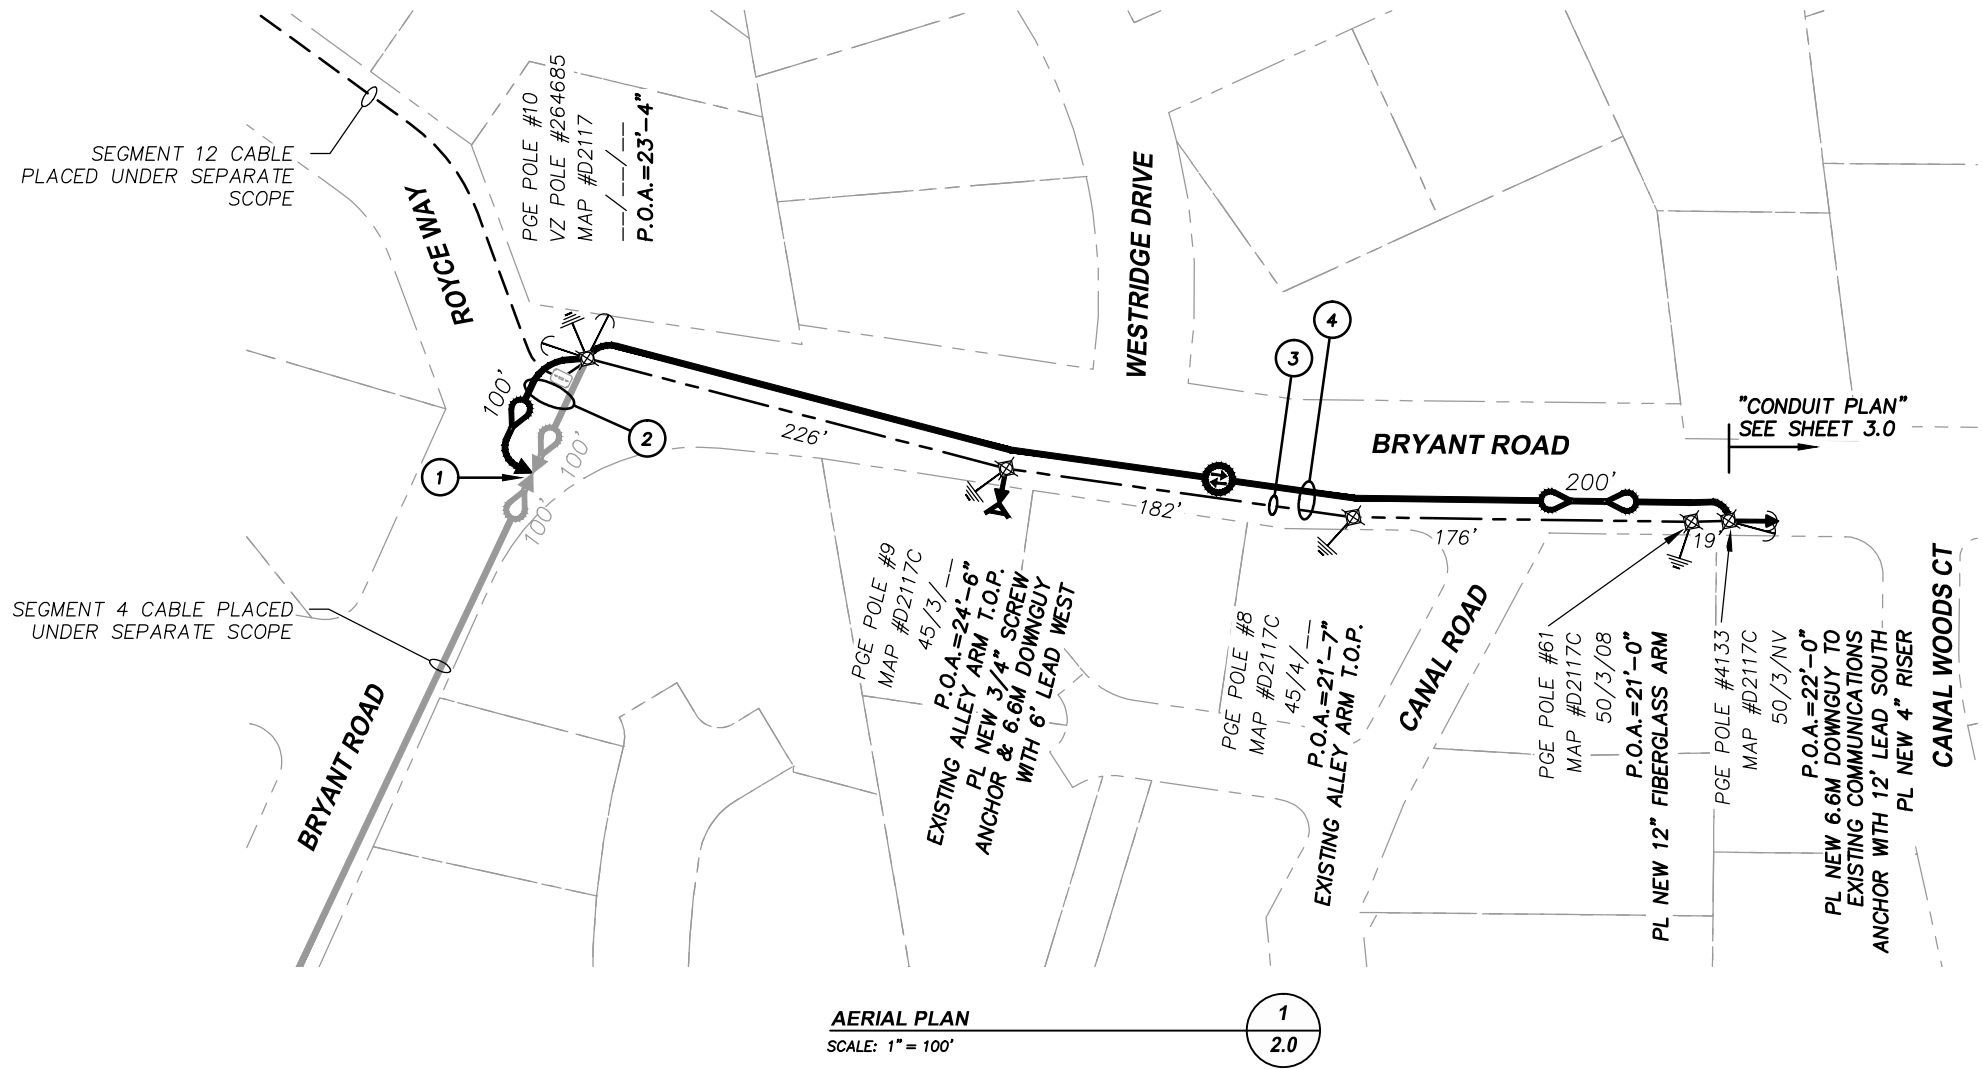 SEGMENT 12 CABLE
PLACED UNDER SEPARATE
SCOPE
ROYCE WAY
PGE POLE #10
VZ POLE #264685
MAP #D2117
__/__/__
P.O.A.=23'-4"
WESTRIDGE DRIVE
4
3
2
1
100'
100'
100'
226'
182'
176'
200'
19'
BRYANT ROAD
"CONDUIT PLAN"
SEE SHEET 3.0
SEGMENT 4 CABLE PLACED
UNDER SEPARATE SCOPE
BRYANT ROAD
PGE POLE #9
MAP #D2117C
45/3/__
P.O.A.=24'-6"
EXISTING ALLEY ARM T.O.P.
PL NEW 3/4" SCREW
ANCHOR & 6.6M DOWNGUY
WITH 6' LEAD WEST
PGE POLE #8
MAP #D2117C
45/4/__
P.O.A.=21'-7"
EXISTING ALLEY ARM T.O.P.
CANAL ROAD
PGE POLE #61
MAP #D2117C
50/3/08
P.O.A.=21'-0"
PL NEW 12" FIBERGLASS ARM
PGE POLE #4133
MAP #D2117C
50/3/NV
P.O.A.=22'-0"
PL NEW 6.6M DOWNGUY TO
EXISTING COMMUNICATIONS
ANCHOR WITH 12' LEAD SOUTH
PL NEW 4" RISER
CANAL WOODS CT
AERIAL PLAN
SCALE: 1" = 100'
1
2.0